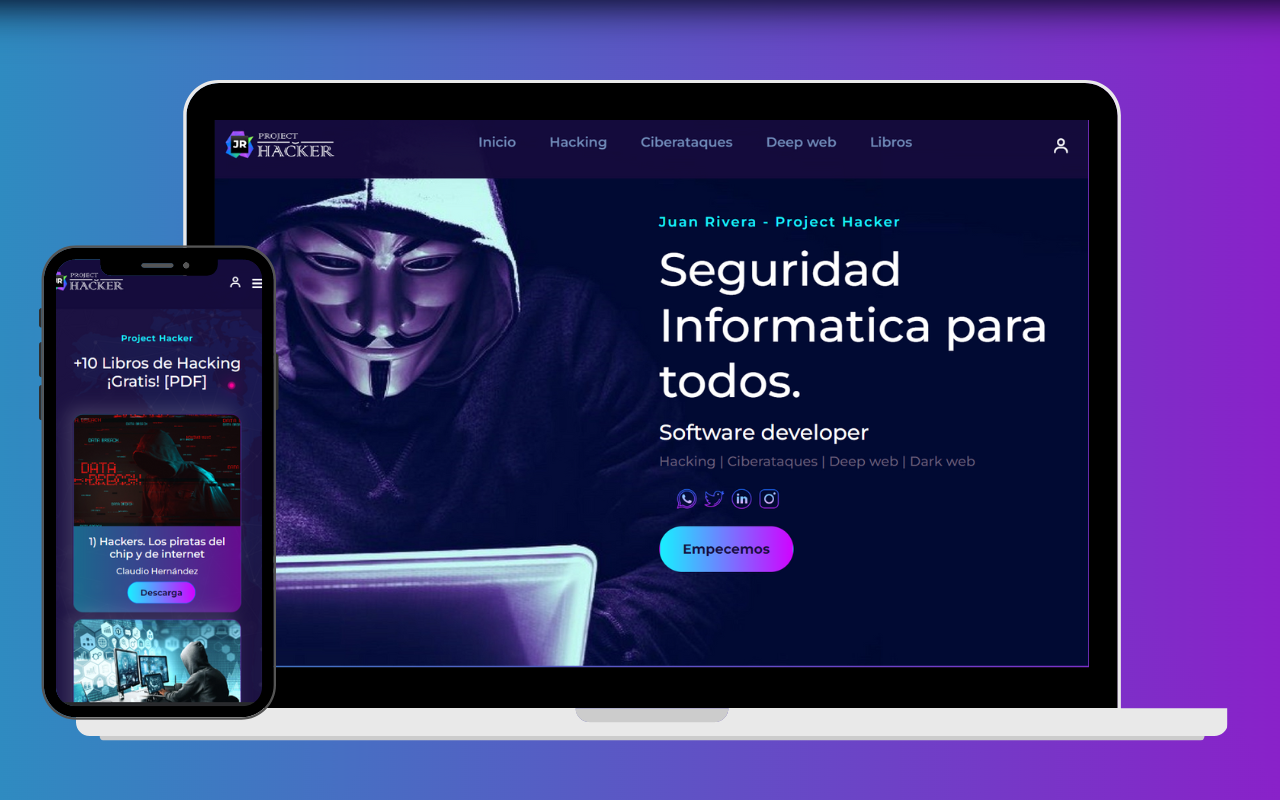 JR PROJECT
HACKER
Inicio Hacking Ciberataques Deep web Libros
Juan Rivera - Project Hacker
Seguridad
Informatica para
todos.
Software developer
Hacking | Ciberataques | Deep web | Dark web
in
Empecemos
JR PROJECT
HACKER
Project Hacker
+10 Libros de Hacking
¡Gratis! [PDF]
DATA BREACH
DATA
1) Hackers. Los piratas del
chip y de internet
Claudio Hernández
Descarga